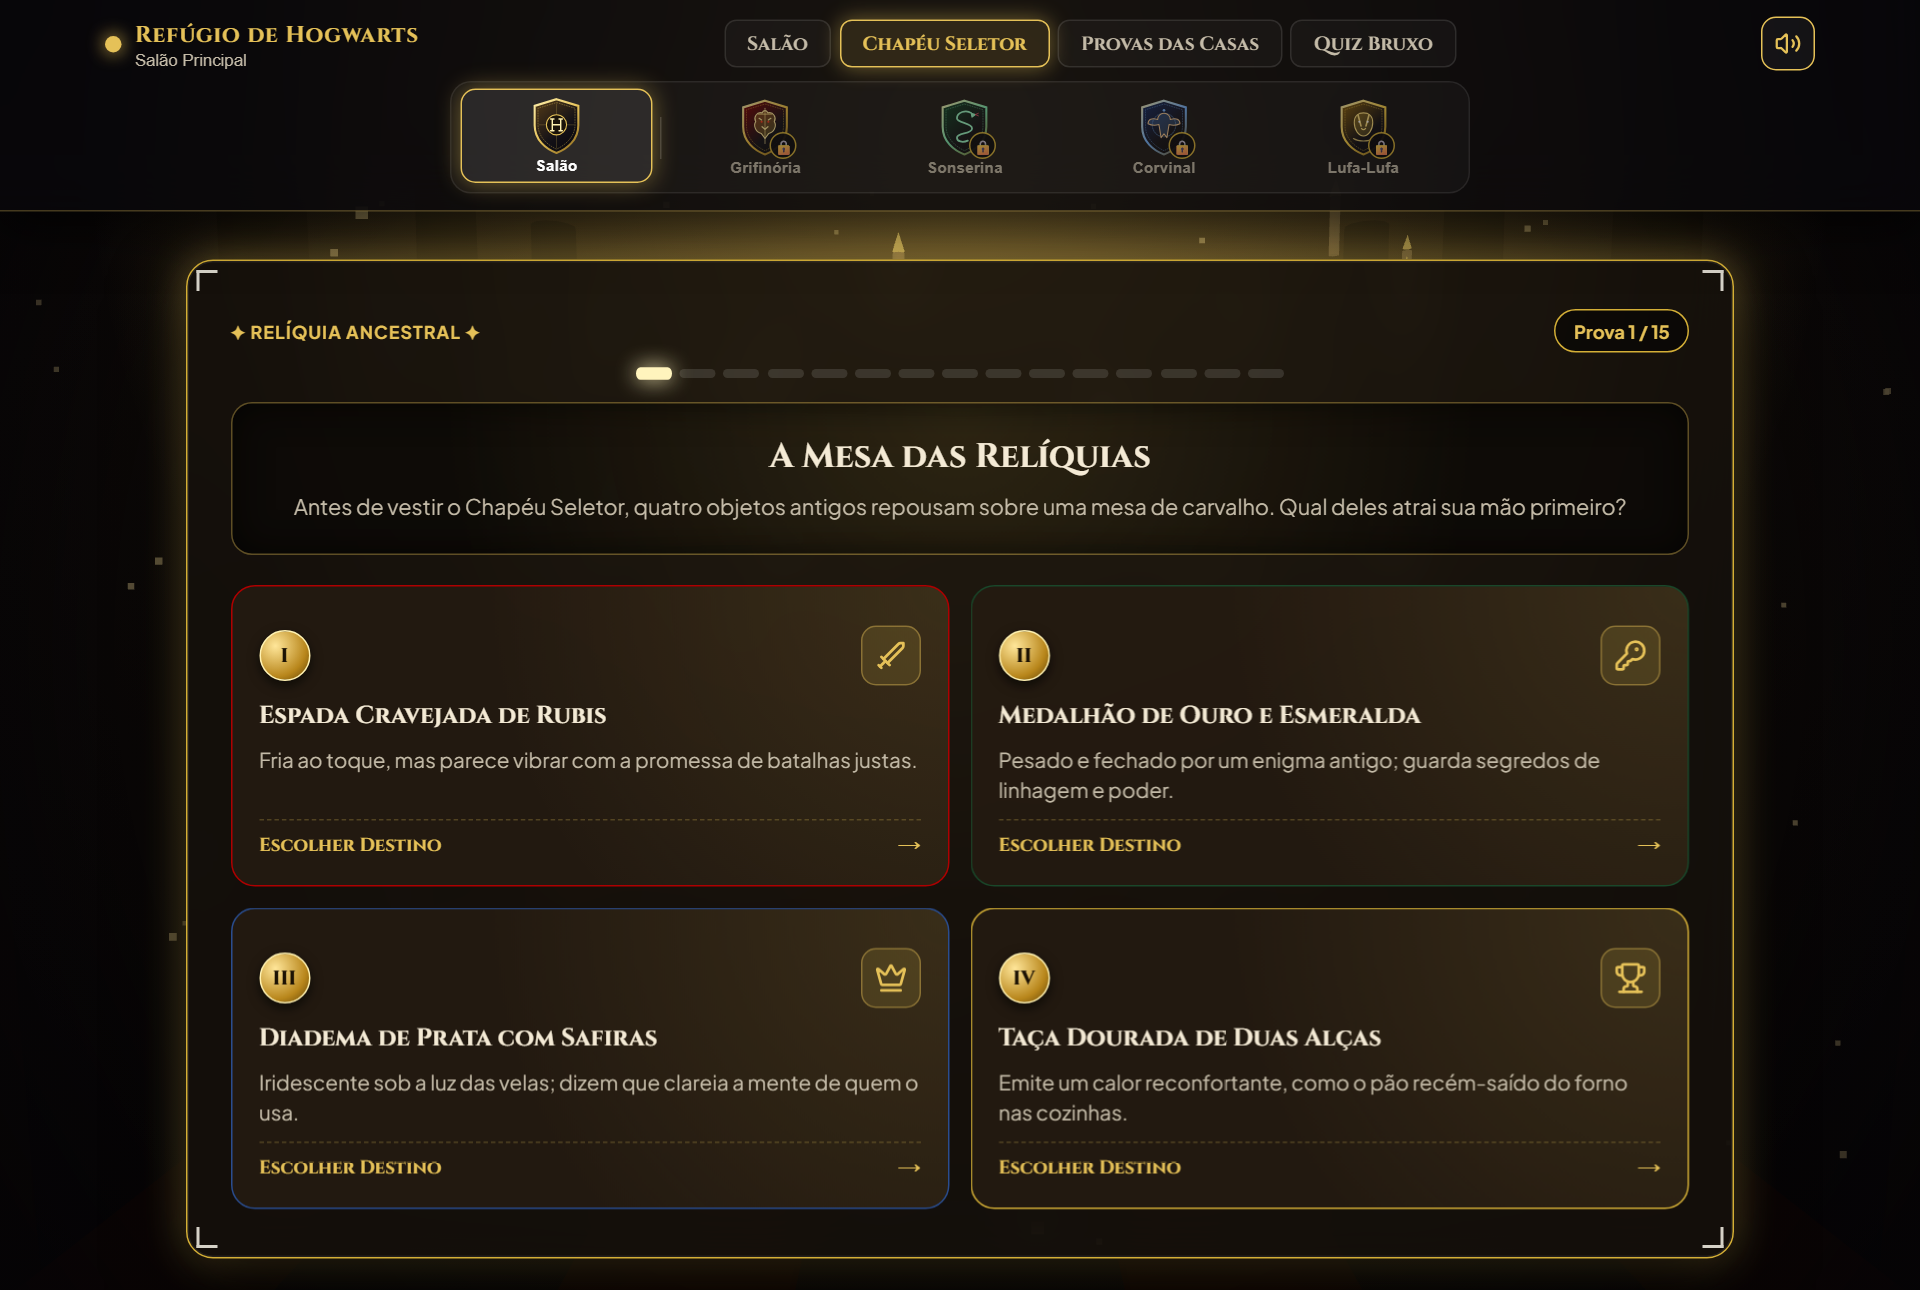 Refúgio de Hogwarts
Salão Principal
Salão
Chapéu Seletor
Provas das Casas
Quiz Bruxo
H
Salão
Grifinória
Sonserina
Corvinal
Lufa-Lufa
✦ RELÍQUIA ANCESTRAL ✦
Prova 1 / 15
A Mesa das Relíquias
Antes de vestir o Chapéu Seletor, quatro objetos antigos repousam sobre uma mesa de carvalho. Qual deles atrai sua mão primeiro?
I
Espada Cravejada de Rubis
Fria ao toque, mas parece vibrar com a promessa de batalhas justas.
Escolher Destino →
II
Medalhão de Ouro e Esmeralda
Pesado e fechado por um enigma antigo; guarda segredos de
linhagem e poder.
Escolher Destino →
III
Diadema de Prata com Safiras
Iridescente sob a luz das velas; dizem que clareia a mente de quem o
usa.
Escolher Destino →
IV
Taça Dourada de Duas Alças
Emite um calor reconfortante, como o pão recém-saído do forno
nas cozinhas.
Escolher Destino →